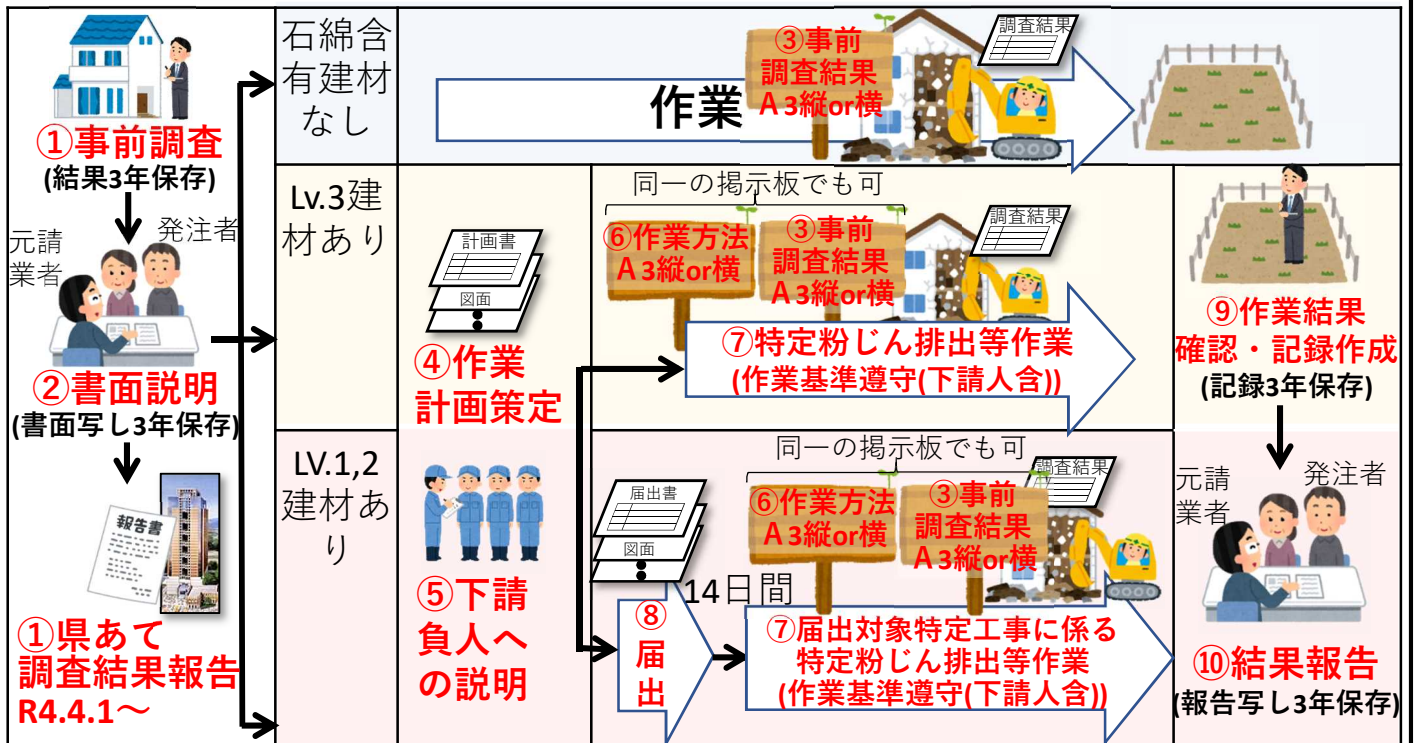 ①事前調査
(結果3年保存)
元請
業者
発注者
②書面説明
(書面写し3年保存)
報告書
①県あて
調査結果報告
R4.4.1～
石綿含
有建材
なし
作業
③事前
調査結果
Ａ3縦or横
調査結果
Lv.3建
材あり
計画書
図面
④作業
計画策定
同一の掲示板でも可
⑥作業方法
Ａ3縦or横
③事前
調査結果
Ａ3縦or横
調査結果
⑦特定粉じん排出等作業
(作業基準遵守(下請人含))
⑨作業結果
確認・記録作成
(記録3年保存)
LV.1,2
建材あ
り
⑤下請
負人へ
の説明
届出書
図面
⑧
届
出
14日間
同一の掲示板でも可
⑥作業方法
Ａ3縦or横
③事前
調査結果
Ａ3縦or横
調査結果
⑦届出対象特定工事に係る
特定粉じん排出等作業
(作業基準遵守(下請人含))
元請
業者
発注者
⑩結果報告
(報告写し3年保存)